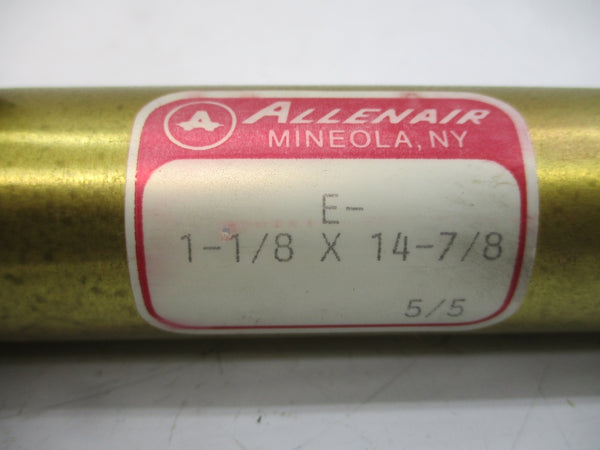 A ALLENAIR
MINEOLA, NY
E-
1-1/8 X 14-7/8
5/5